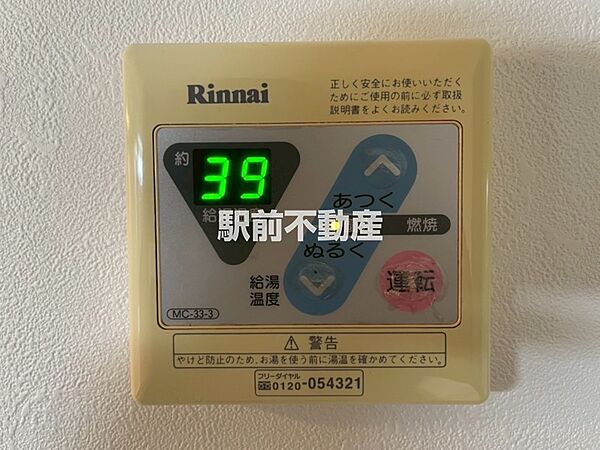 Rinnai
正しく安全にお使いいただく
ためにご使用の前に必ず取扱
説明書をよくお読みください。
約
39
給湯
あつく
燃焼
駅前不動産
ぬるく
給湯
温度
運転
MC-33-3
警告
やけど防止のため、お湯を使う前に湯温を確かめてください。
フリーダイヤル
0120-054321